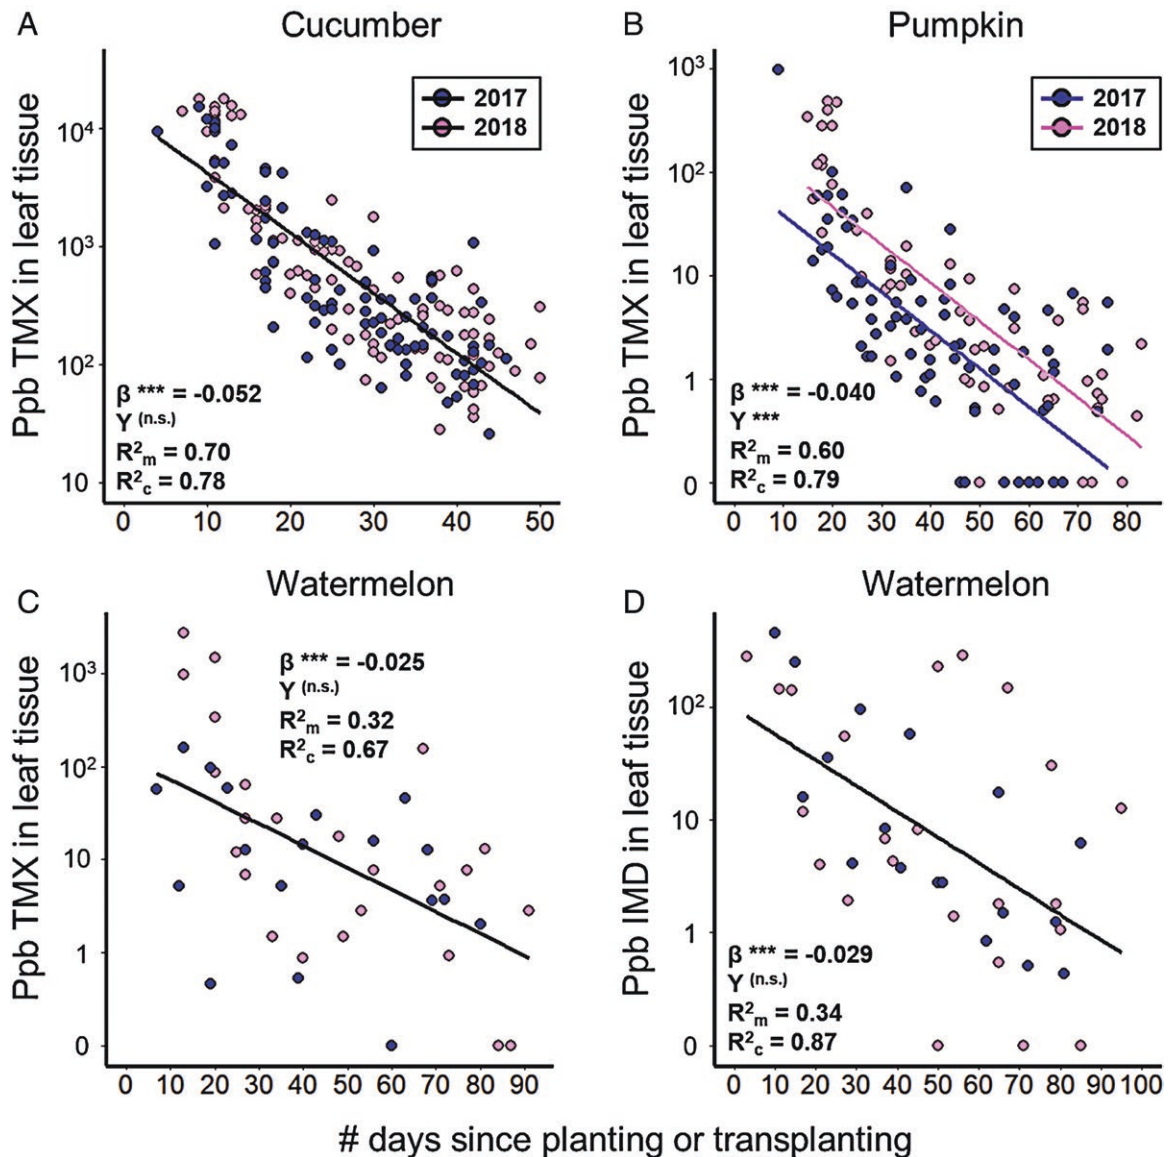 A
Cucumber
Ppb TMX in leaf tissue
10⁴
10³
10²
10
2017
2018
β *** = -0.052
Y (n.s.)
R²m = 0.70
R²c = 0.78
0 10 20 30 40 50
B
Pumpkin
Ppb TMX in leaf tissue
10³
10²
10
1
0
2017
2018
β *** = -0.040
Y ***
R²m = 0.60
R²c = 0.79
0 10 20 30 40 50 60 70 80
C
Watermelon
Ppb TMX in leaf tissue
10³
10²
10
1
0
β *** = -0.025
Y (n.s.)
R²m = 0.32
R²c = 0.67
0 10 20 30 40 50 60 70 80 90
D
Watermelon
Ppb IMD in leaf tissue
10²
10
1
0
β *** = -0.029
Y (n.s.)
R²m = 0.34
R²c = 0.87
0 10 20 30 40 50 60 70 80 90 100
# days since planting or transplanting